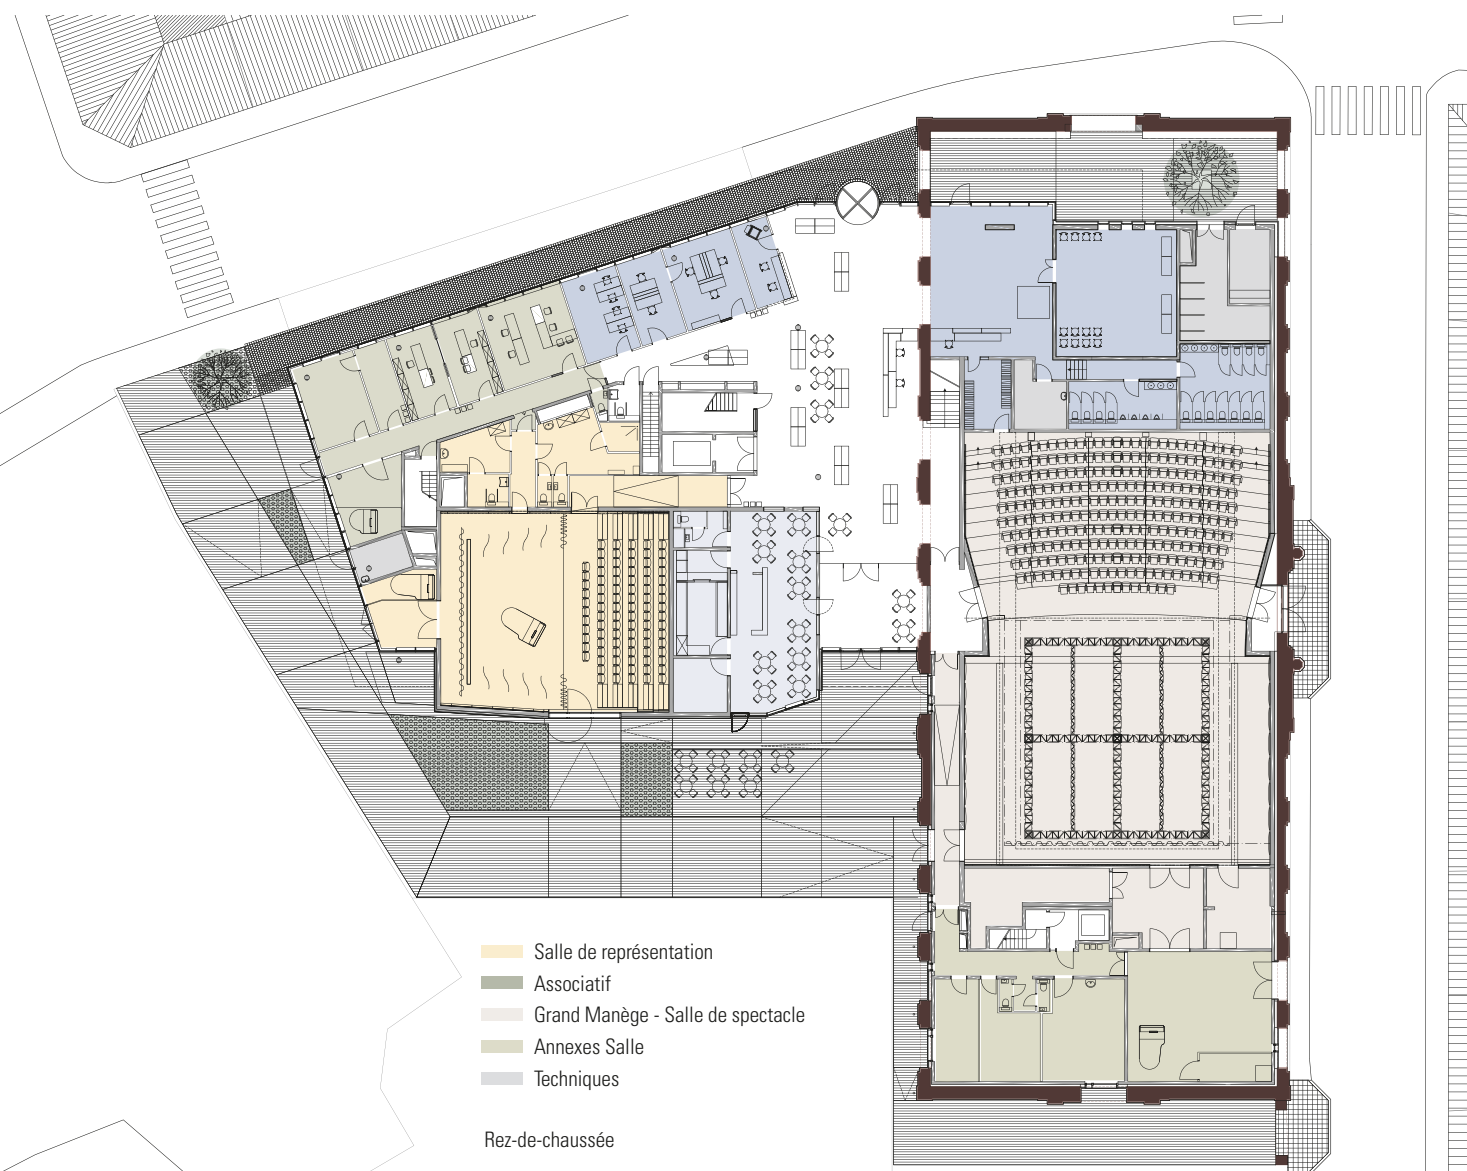 Salle de représentation
Associatif
Grand Manège - Salle de spectacle
Annexes Salle
Techniques
Rez-de-chaussée